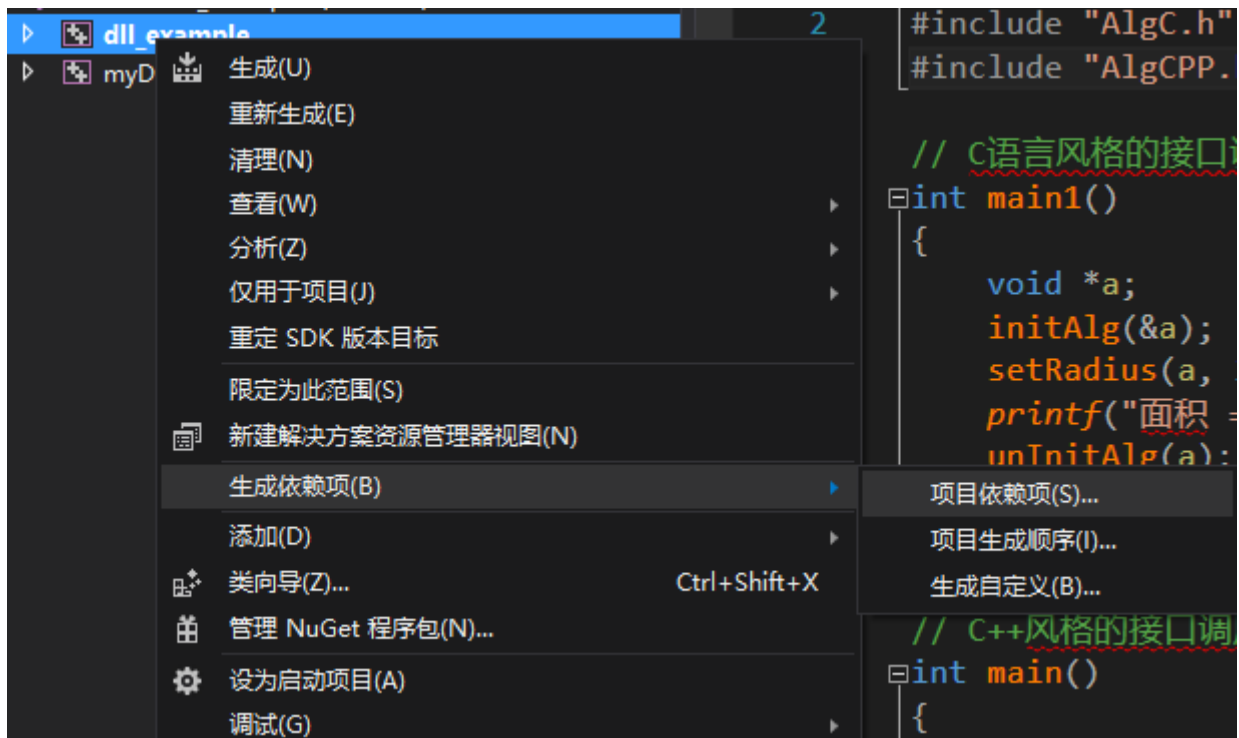 dll_example
myD
生成(U)
重新生成(E)
清理(N)
查看(W)
分析(Z)
仅用于项目(J)
重定 SDK 版本目标
限定为此范围(S)
新建解决方案资源管理器视图(N)
生成依赖项(B)
添加(D)
类向导(Z)... Ctrl+Shift+X
管理 NuGet 程序包(N)...
设为启动项目(A)
调试(G)
项目依赖项(S)...
项目生成顺序(I)...
生成自定义(B)...
2
#include "AlgC.h"
#include "AlgCPP.
// C语言风格的接口
int main1()
{
void *a;
initAlg(&a);
setRadius(a,
printf("面积 =
unInitAlg(a);
// C++风格的接口调
int main()
{